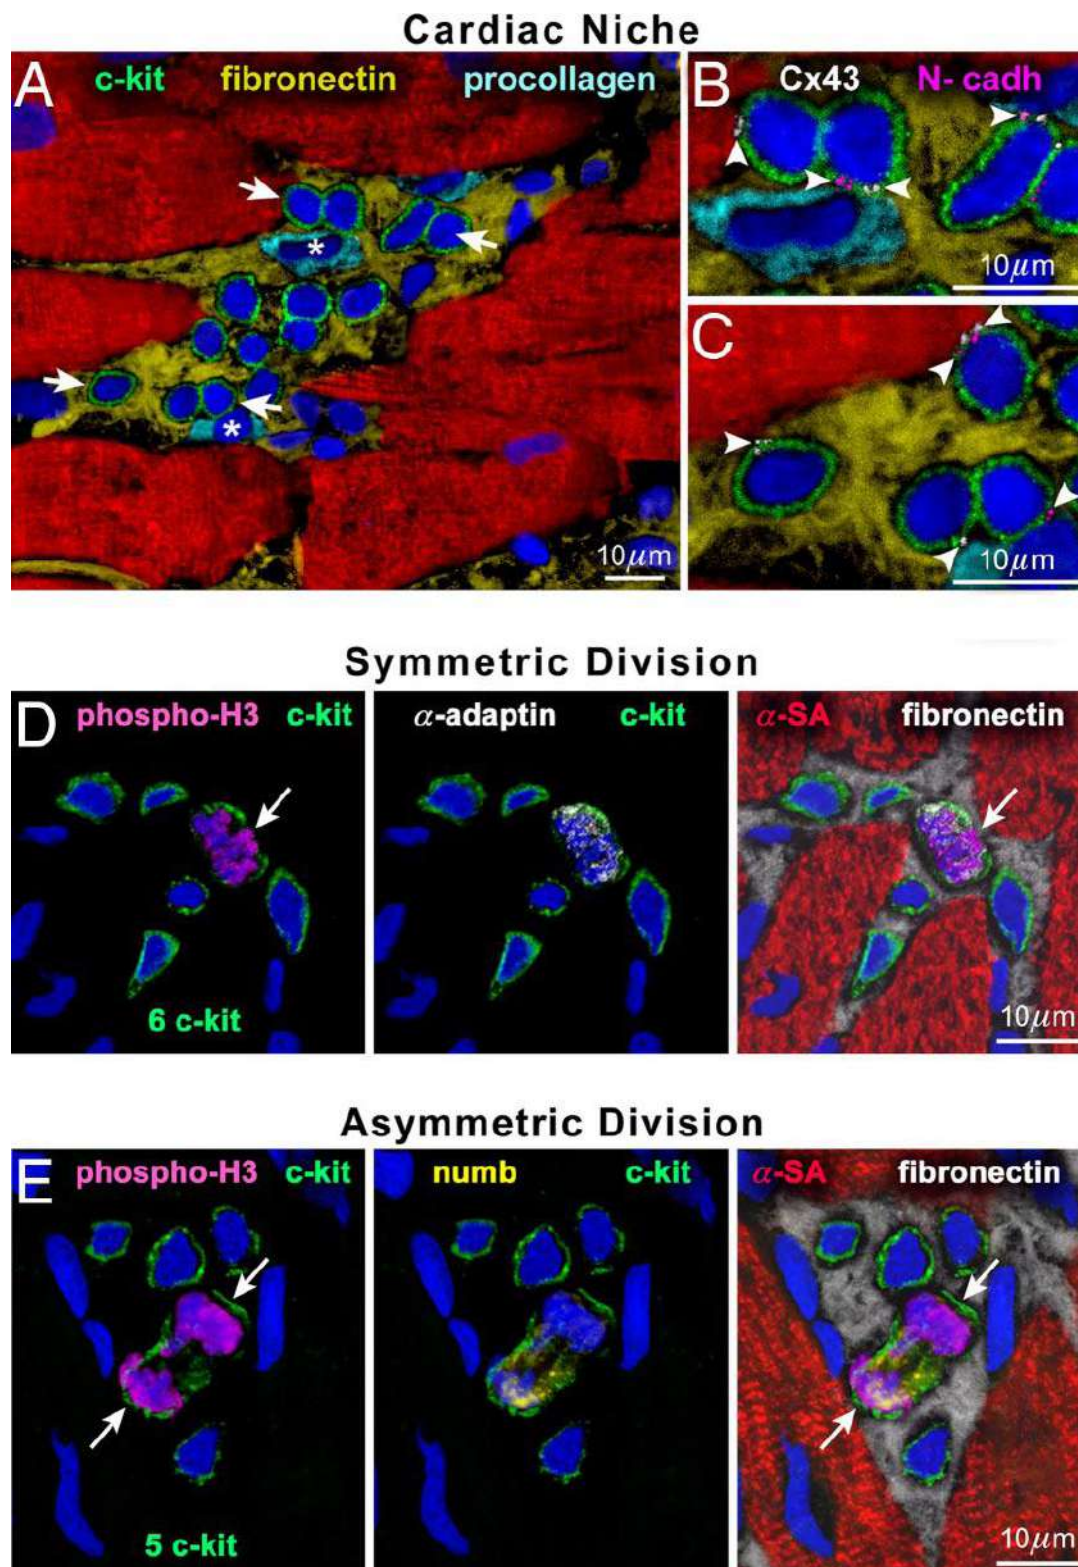 Cardiac Niche
A c-kit fibronectin procollagen
*
*
10μm
B Cx43 N- cadh
10μm
C
10μm
Symmetric Division
D phospho-H3 c-kit
6 c-kit
α-adaptin c-kit
α-SA fibronectin
10μm
Asymmetric Division
E phospho-H3 c-kit
5 c-kit
numb c-kit
α-SA fibronectin
10μm